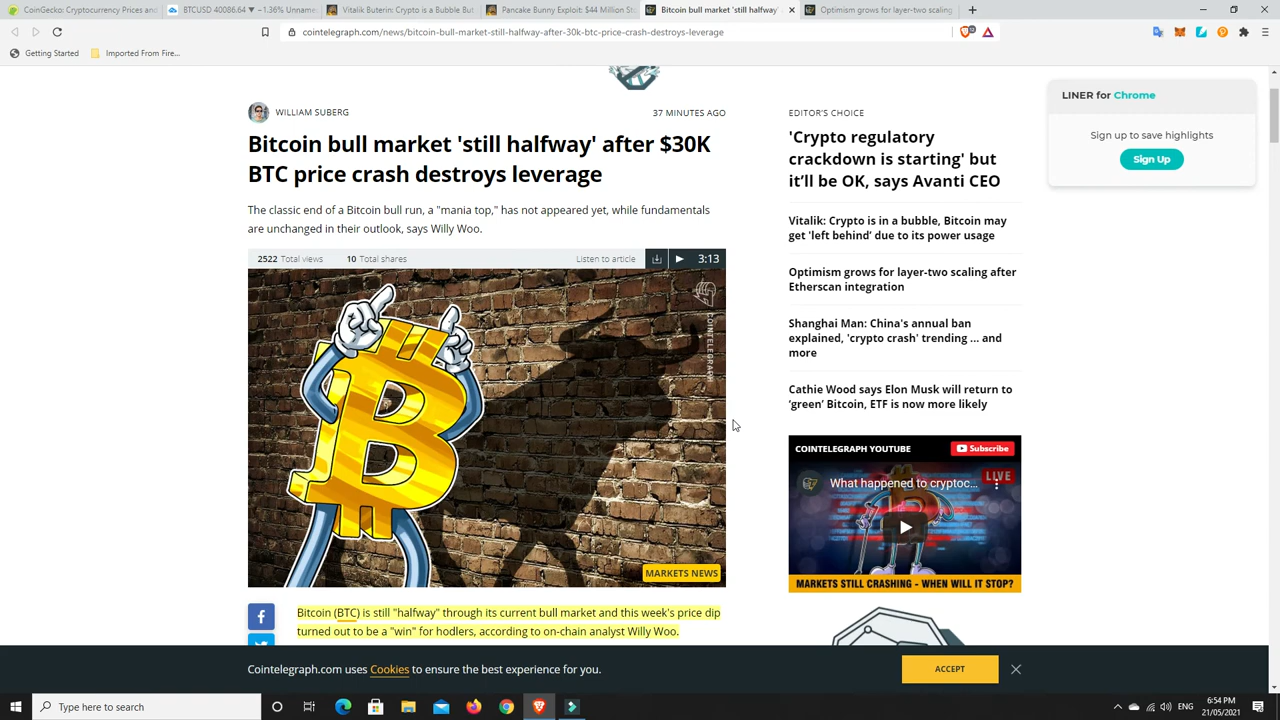 CoinGecko: Cryptocurrency Prices and
BTCUSD 40086.64 ▼ −1.36% Unname
Vitalik Buterin: Crypto is a Bubble But
Pancake Bunny Exploit: $44 Million St
Bitcoin bull market 'still halfway'
Optimism grows for layer-two scaling
cointelegraph.com/news/bitcoin-bull-market-still-halfway-after-30k-btc-price-crash-destroys-leverage
Getting Started
Imported From Fire...
WILLIAM SUBERG
37 MINUTES AGO
Bitcoin bull market 'still halfway' after $30K
BTC price crash destroys leverage
The classic end of a Bitcoin bull run, a "mania top," has not appeared yet, while fundamentals
are unchanged in their outlook, says Willy Woo.
2522 Total views
10 Total shares
Listen to article
3:13
COINTELEGRAPH
MARKETS NEWS
Bitcoin (BTC) is still "halfway" through its current bull market and this week's price dip
turned out to be a "win" for hodlers, according to on-chain analyst Willy Woo.
EDITOR'S CHOICE
'Crypto regulatory
crackdown is starting' but
it'll be OK, says Avanti CEO
Vitalik: Crypto is in a bubble, Bitcoin may
get 'left behind' due to its power usage
Optimism grows for layer-two scaling after
Etherscan integration
Shanghai Man: China's annual ban
explained, 'crypto crash' trending ... and
more
Cathie Wood says Elon Musk will return to
'green' Bitcoin, ETF is now more likely
COINTELEGRAPH YOUTUBE
Subscribe
What happened to cryptoc...
LIVE
MARKETS STILL CRASHING - WHEN WILL IT STOP?
LINER for Chrome
Sign up to save highlights
Sign Up
Cointelegraph.com uses Cookies to ensure the best experience for you.
ACCEPT
Type here to search
ENG
6:54 PM
21/05/2021